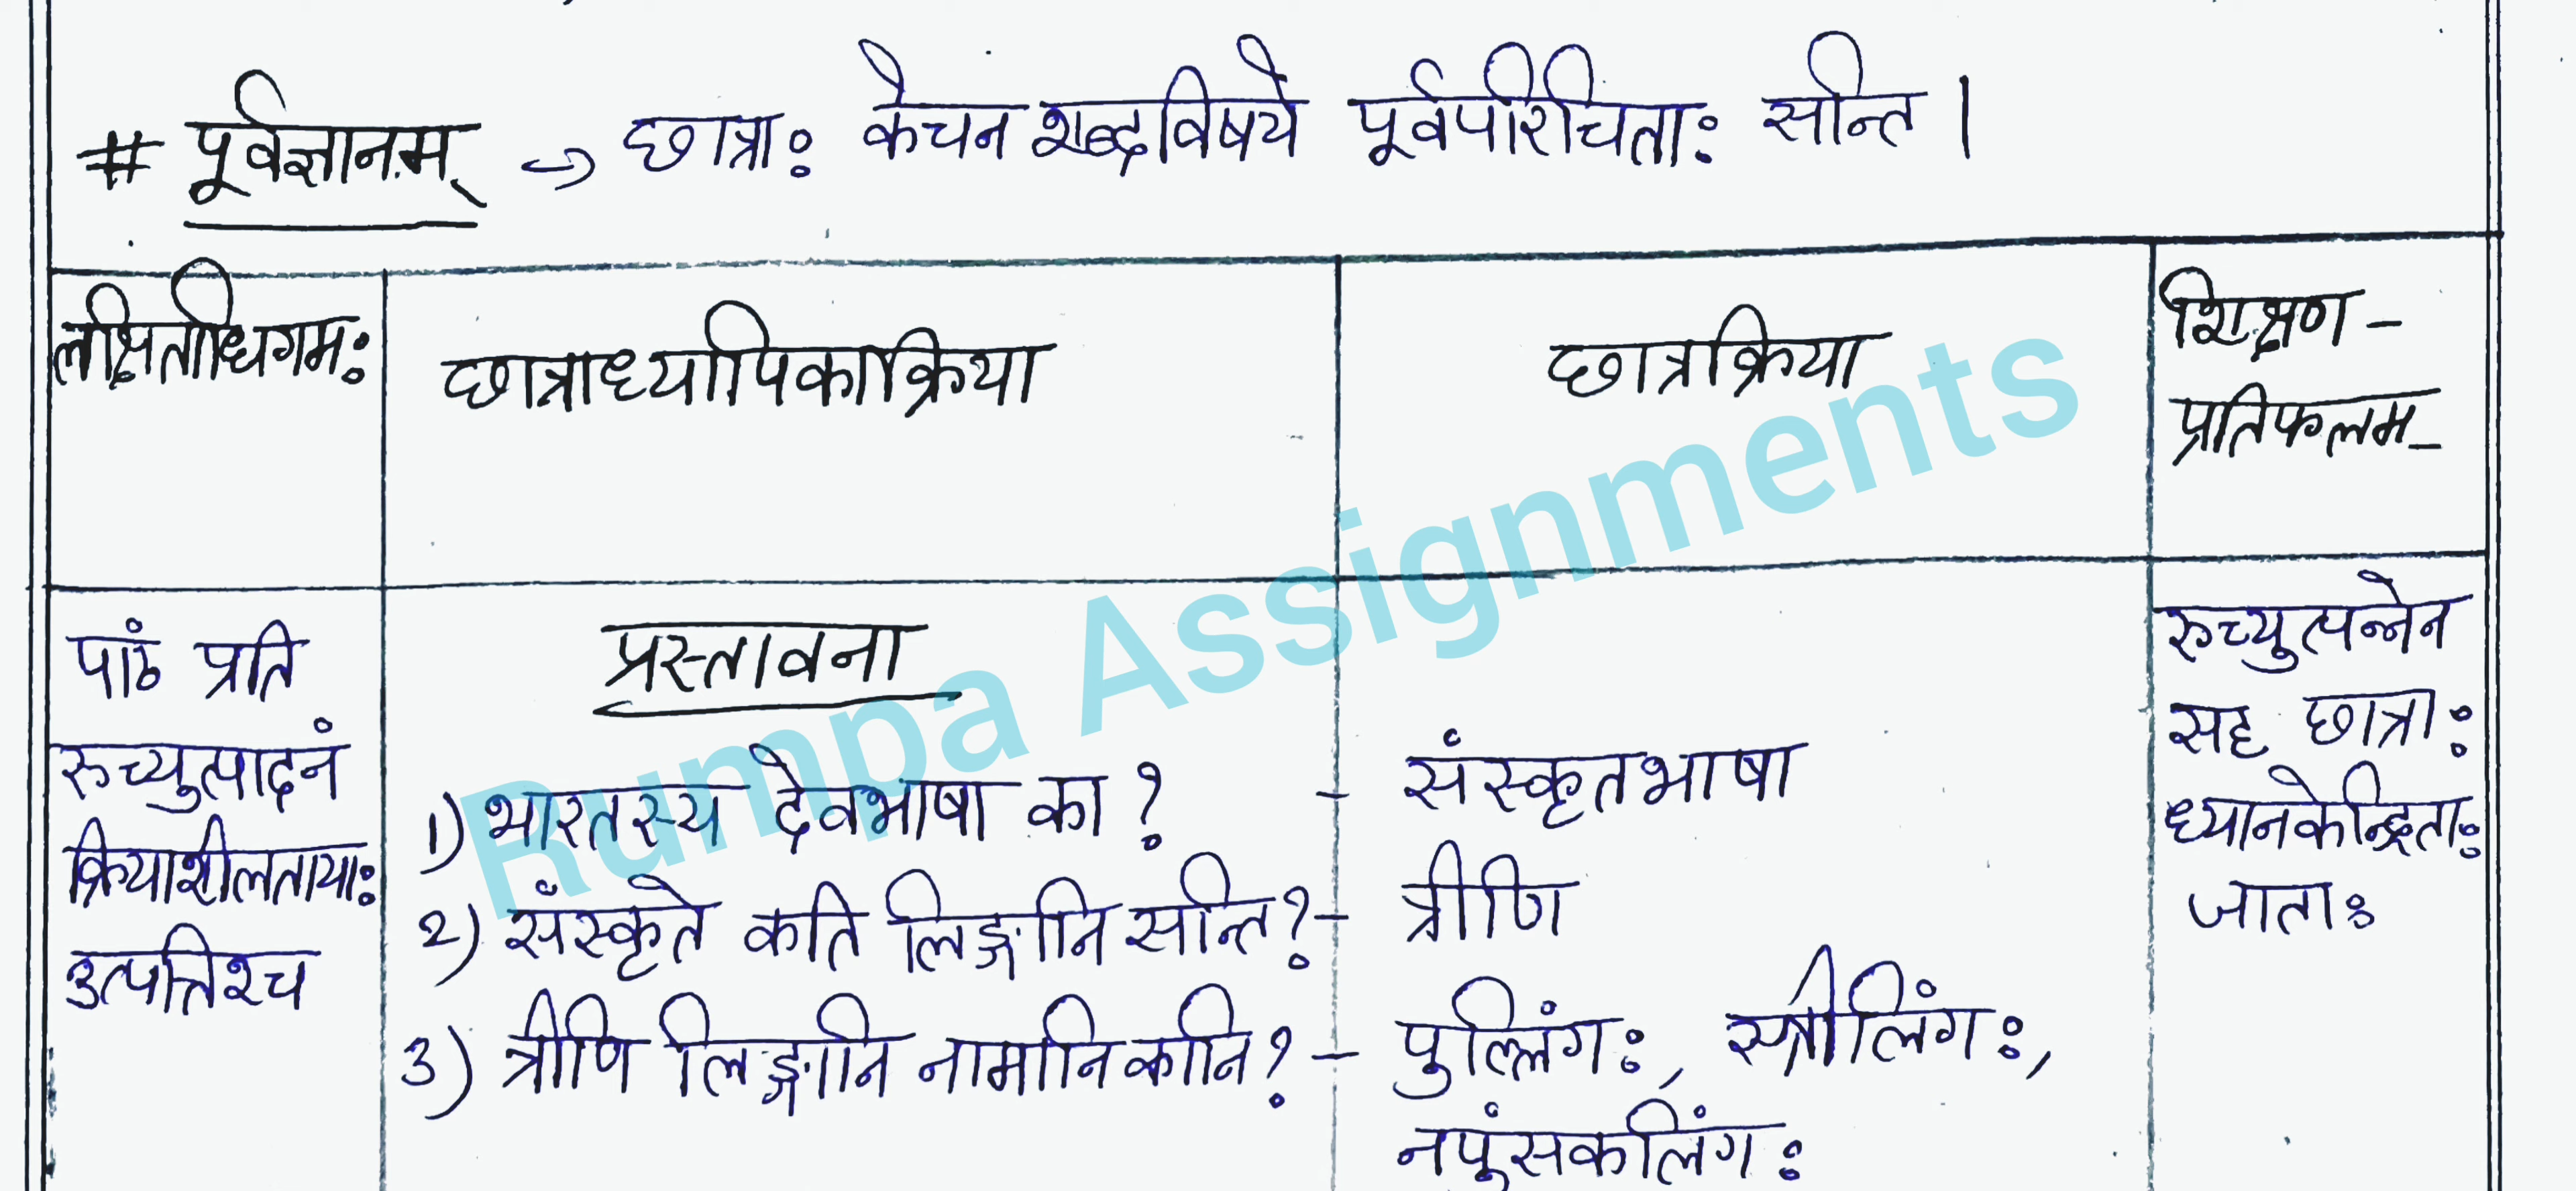 # पूर्वज्ञानम् → छात्राः केचन शब्दविषये पूर्वपरिचिताः सन्ति ।
लक्षिताधिगमः
छात्राध्यापिकाक्रिया
छात्रक्रिया
शिक्षण -
प्रतिफलम-
पाठं प्रति
रुच्युत्पादनं
क्रियाशीलतायाः
उत्पत्तिश्च
प्रस्तावना
1) भारतस्य देवभाषा का ? - संस्कृतभाषा
2) संस्कृते कति लिङ्गानि सन्ति? - त्रीणि
3) त्रीणि लिङ्गानि नामानि कानि? - पुल्लिंगः, स्त्रीलिंगः,
नपुंसकलिंगः
रुच्युत्पन्नेन
सह छात्राः
ध्यानकेन्द्रिताः
जाताः
Rumpa Assignments